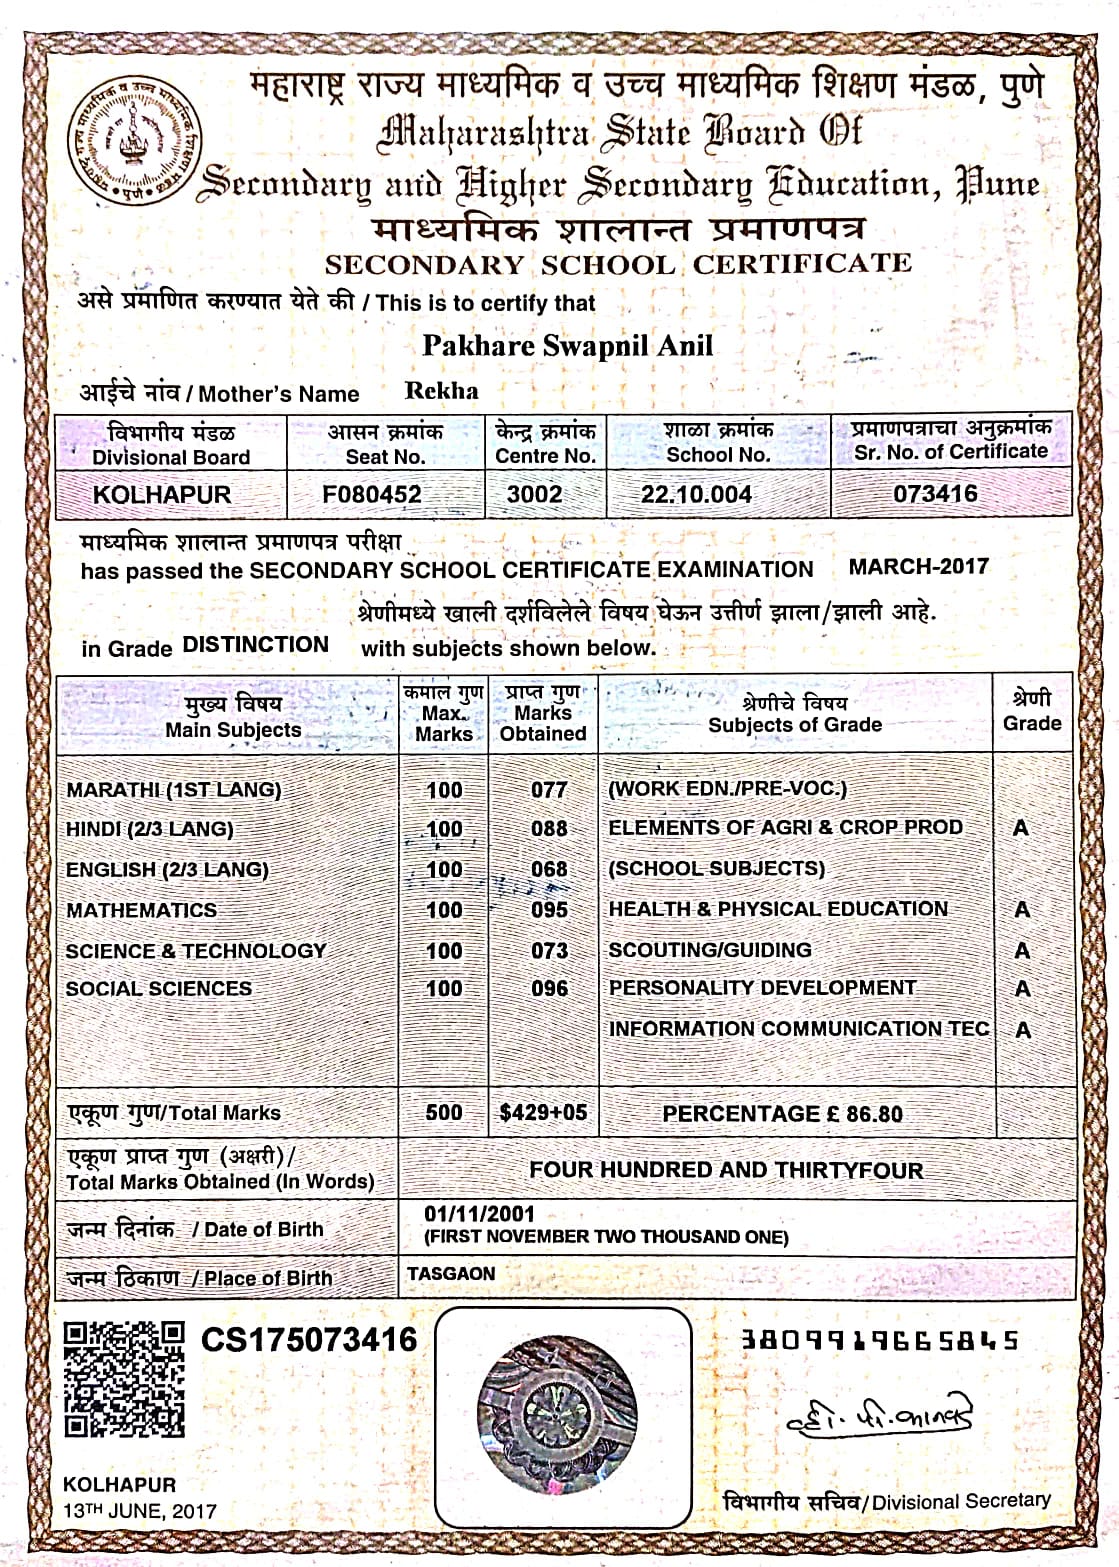 महाराष्ट्र राज्य माध्यमिक व उच्च माध्यमिक शिक्षण मंडळ, पुणे
Maharashtra State Board Of
Secondary and Higher Secondary Education, Pune
माध्यमिक शालान्त प्रमाणपत्र
SECONDARY SCHOOL CERTIFICATE
असे प्रमाणित करण्यात येते की / This is to certify that
Pakhare Swapnil Anil
आईचे नांव / Mother's Name Rekha
विभागीय मंडळ आसन क्रमांक केन्द्र क्रमांक शाळा क्रमांक प्रमाणपत्राचा अनुक्रमांक
Divisional Board Seat No. Centre No. School No. Sr. No. of Certificate
KOLHAPUR F080452 3002 22.10.004 073416
माध्यमिक शालान्त प्रमाणपत्र परीक्षा
has passed the SECONDARY SCHOOL CERTIFICATE EXAMINATION MARCH-2017
श्रेणीमध्ये खाली दर्शविलेले विषय घेऊन उत्तीर्ण झाला/झाली आहे.
in Grade DISTINCTION with subjects shown below.
मुख्य विषय कमाल गुण प्राप्त गुण श्रेणीचे विषय श्रेणी
Main Subjects Max. Marks Marks Obtained Subjects of Grade Grade
MARATHI (1ST LANG) 100 077 (WORK EDN./PRE-VOC.)
HINDI (2/3 LANG) 100 088 ELEMENTS OF AGRI & CROP PROD A
ENGLISH (2/3 LANG) 100 068 (SCHOOL SUBJECTS)
MATHEMATICS 100 095 HEALTH & PHYSICAL EDUCATION A
SCIENCE & TECHNOLOGY 100 073 SCOUTING/GUIDING A
SOCIAL SCIENCES 100 096 PERSONALITY DEVELOPMENT A
INFORMATION COMMUNICATION TEC A
एकूण गुण/Total Marks 500 $429+05 PERCENTAGE £ 86.80
एकूण प्राप्त गुण (अक्षरी)/
Total Marks Obtained (In Words) FOUR HUNDRED AND THIRTYFOUR
जन्म दिनांक / Date of Birth 01/11/2001
(FIRST NOVEMBER TWO THOUSAND ONE)
जन्म ठिकाण / Place of Birth TASGAON
CS175073416
3809919665845
KOLHAPUR
13TH JUNE, 2017
विभागीय सचिव/Divisional Secretary